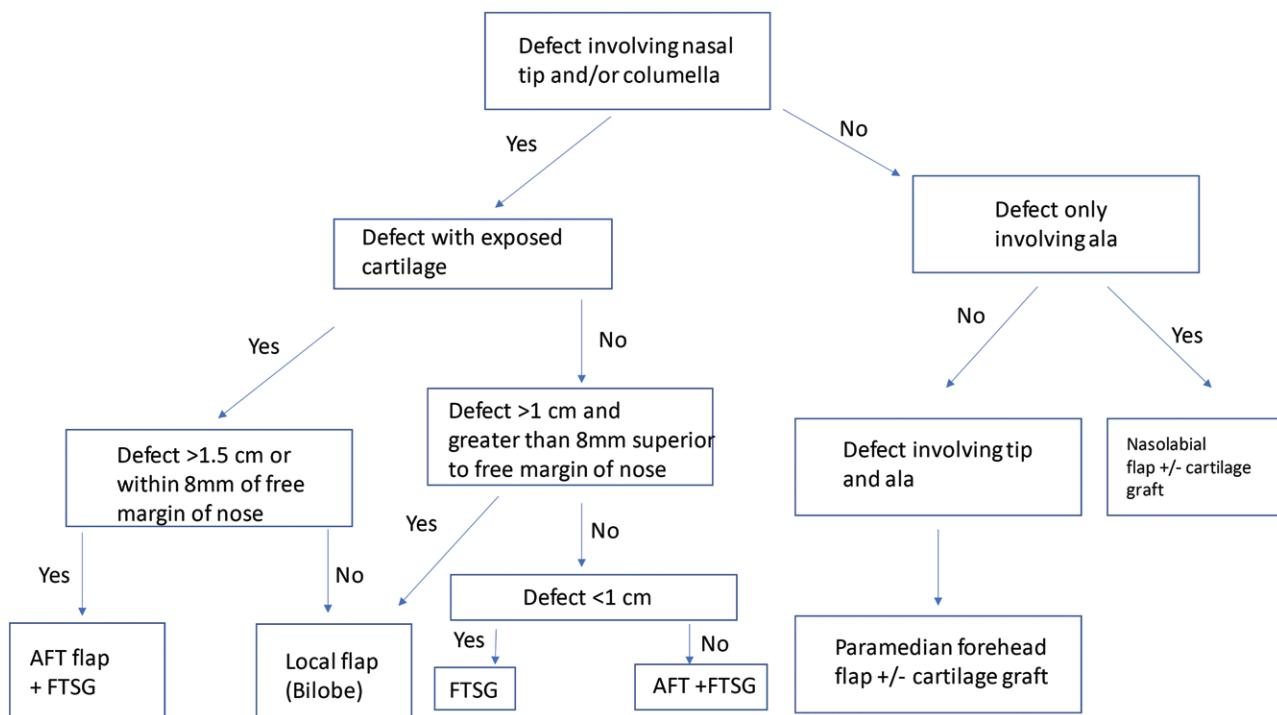 Defect involving nasal
tip and/or columella
Yes
No
Defect with exposed
cartilage
Defect only
involving ala
Yes
No
No
Yes
Defect >1.5 cm or
within 8mm of free
margin of nose
Defect >1 cm and
greater than 8mm superior
to free margin of nose
Defect involving tip
and ala
Nasolabial
flap +/- cartilage
graft
Yes
No
Yes
No
Defect <1 cm
AFT flap
+ FTSG
Local flap
(Bilobe)
Yes
No
FTSG
AFT +FTSG
Paramedian forehead
flap +/- cartilage graft